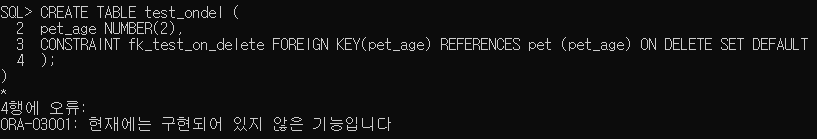 SQL> CREATE TABLE test_ondel (
  2  pet_age NUMBER(2),
  3  CONSTRAINT fk_test_on_delete FOREIGN KEY(pet_age) REFERENCES pet (pet_age) ON DELETE SET DEFAULT
  4  );
)
*
4행에 오류:
ORA-03001: 현재에는 구현되어 있지 않은 기능입니다